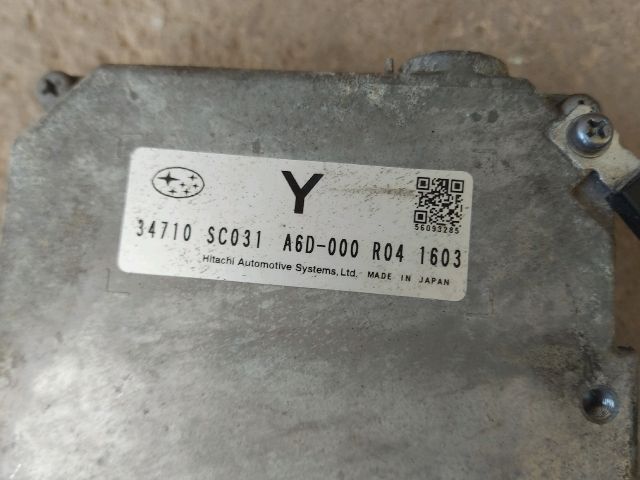 Y
56093285
34710 SC031 A6D-000 R04 1603
Hitachi Automotive Systems, Ltd. MADE IN JAPAN